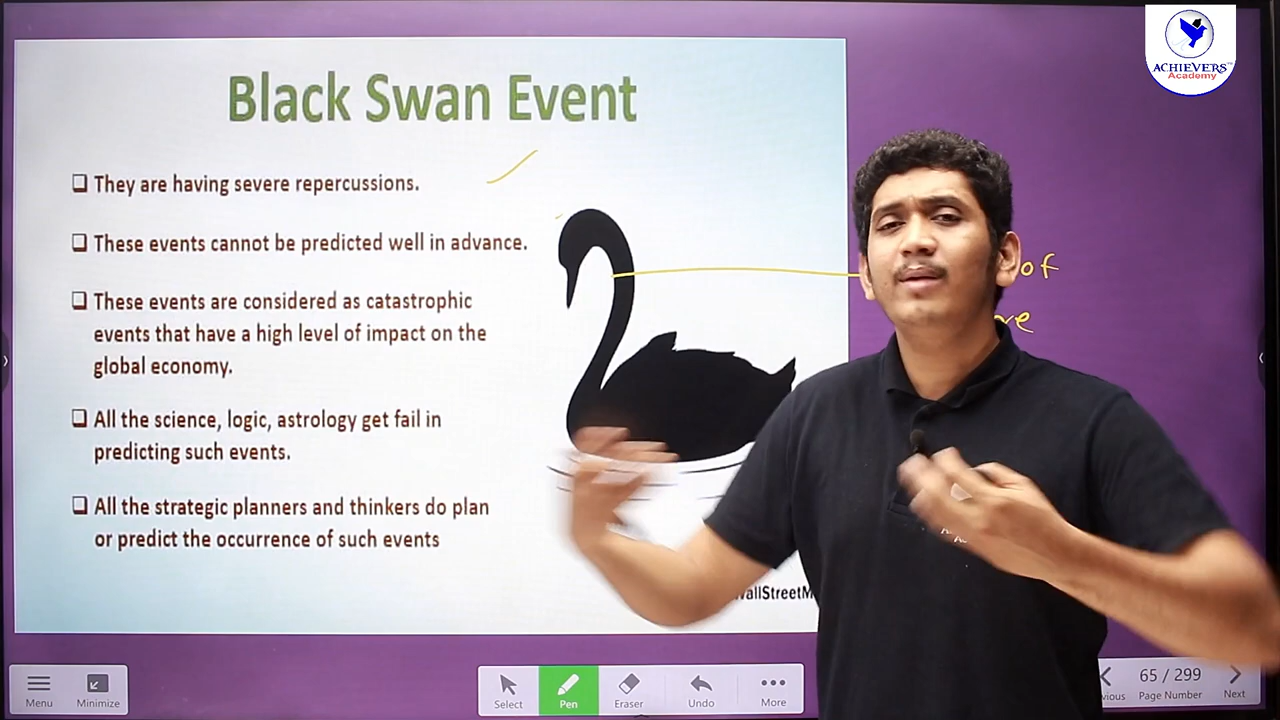 ACHIEVERS
Academy
Black Swan Event
They are having severe repercussions.
These events cannot be predicted well in advance.
These events are considered as catastrophic
events that have a high level of impact on the
global economy.
All the science, logic, astrology get fail in
predicting such events.
All the strategic planners and thinkers do plan
or predict the occurrence of such events
of
Menu
Minimize
Select
Pen
Eraser
Undo
More
65 / 299
Page Number
Next